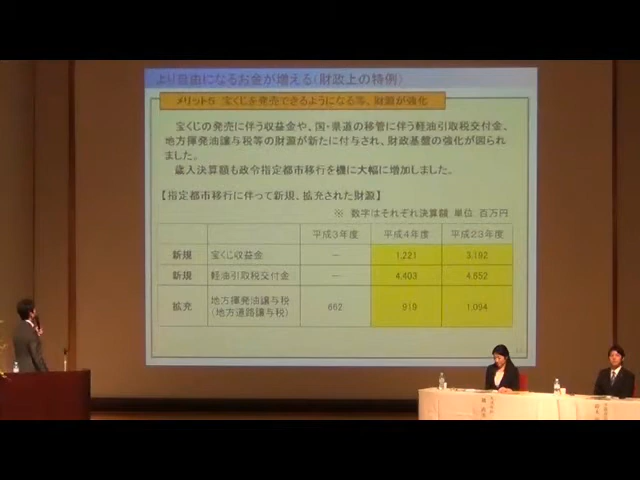 より自由になるお金が増える(財政上の特例)
メリット5 宝くじを発売できるようになる等、財源が強化
宝くじの発売に伴う収益金や、国・県道の移管に伴う軽油引取税交付金、
地方揮発油譲与税等の財源が新たに付与され、財政基盤の強化が図られ
ました。
歳入決算額も政令指定都市移行を機に大幅に増加しました。
【指定都市移行に伴って新規、拡充された財源】
※ 数字はそれぞれ決算額 単位 百万円
平成3年度 平成4年度 平成23年度
新規 宝くじ収益金 － 1,221 3,192
新規 軽油引取税交付金 － 4,403 4,652
拡充 地方揮発油譲与税 (地方道路譲与税) 662 919 1,094